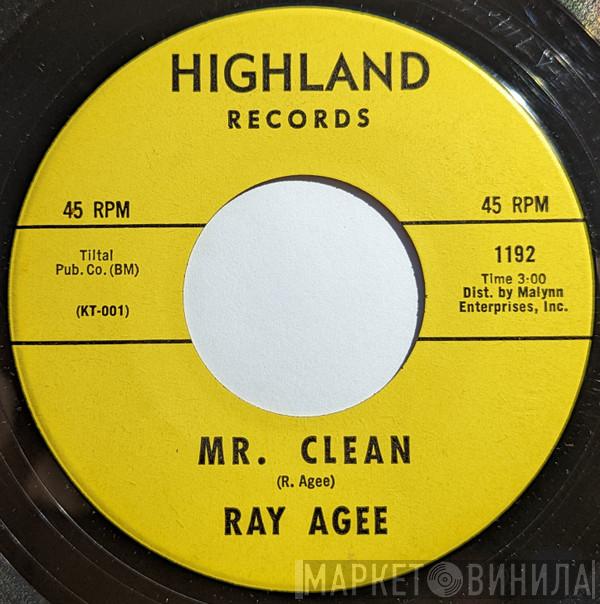 HIGHLAND
RECORDS
45 RPM
45 RPM
Tiltal
Pub. Co. (BM)
(KT-001)
1192
Time 3:00
Dist. by Malynn
Enterprises, Inc.
MR. CLEAN
(R. Agee)
RAY AGEE
МАРКЕТ ВИНИЛА